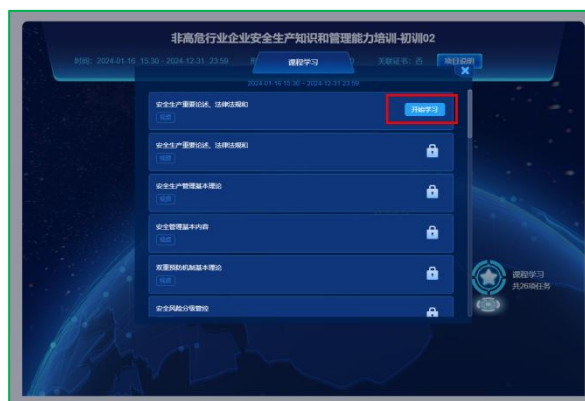 非高危行业企业安全生产知识和管理能力培训-初训02
时间：2024-01-16 15:30 - 2024-12-31 23:59
课程学习
关联证书：否
项目说明
2024-01-16 15:30 - 2024-12-31 23:59
安全生产重要论述、法律法规和
视频
开始学习
安全生产重要论述、法律法规和
视频
安全生产管理基本理论
视频
安全管理基本内容
视频
双重预防机制基本理论
视频
安全风险分级管控
课程学习
共26项任务